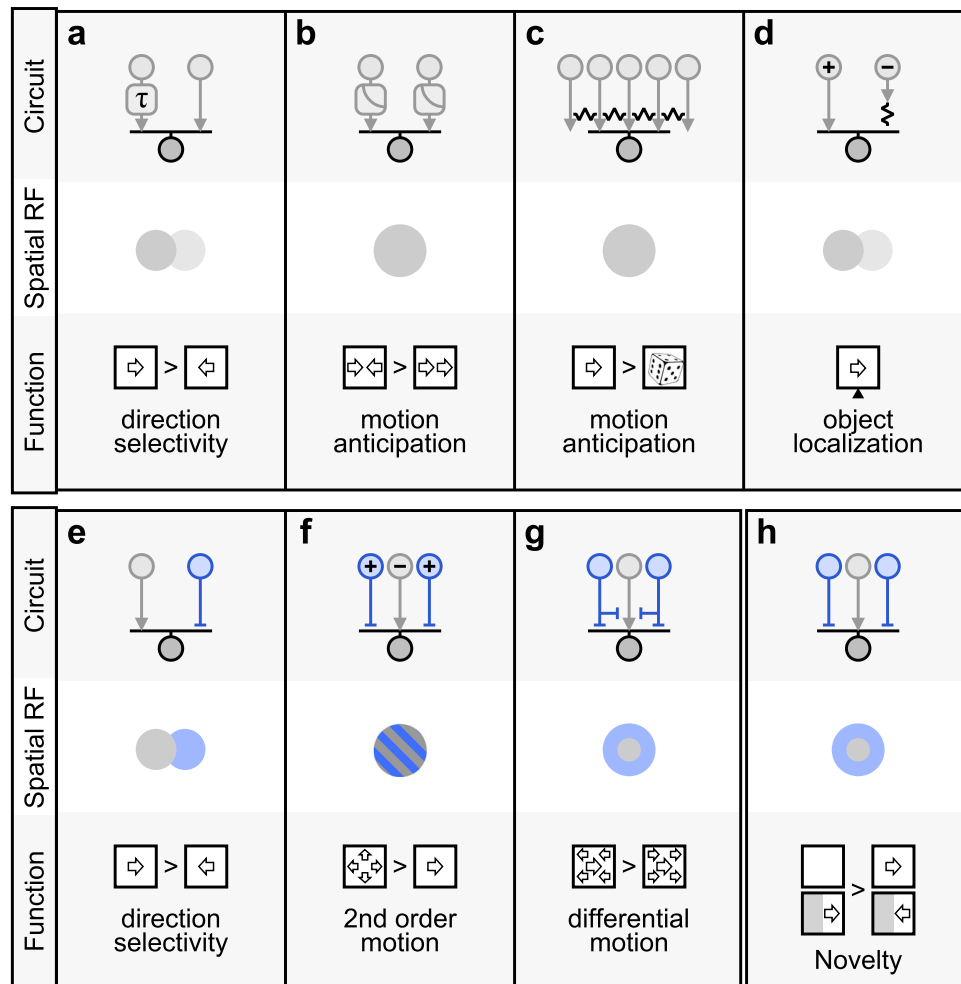 a b c d
Circuit
τ
+ −
Spatial RF
Function
> > >
direction selectivity
motion anticipation
motion anticipation
object localization
e f g h
Circuit
+ − +
Spatial RF
Function
> > > >
direction selectivity
2nd order motion
differential motion
Novelty